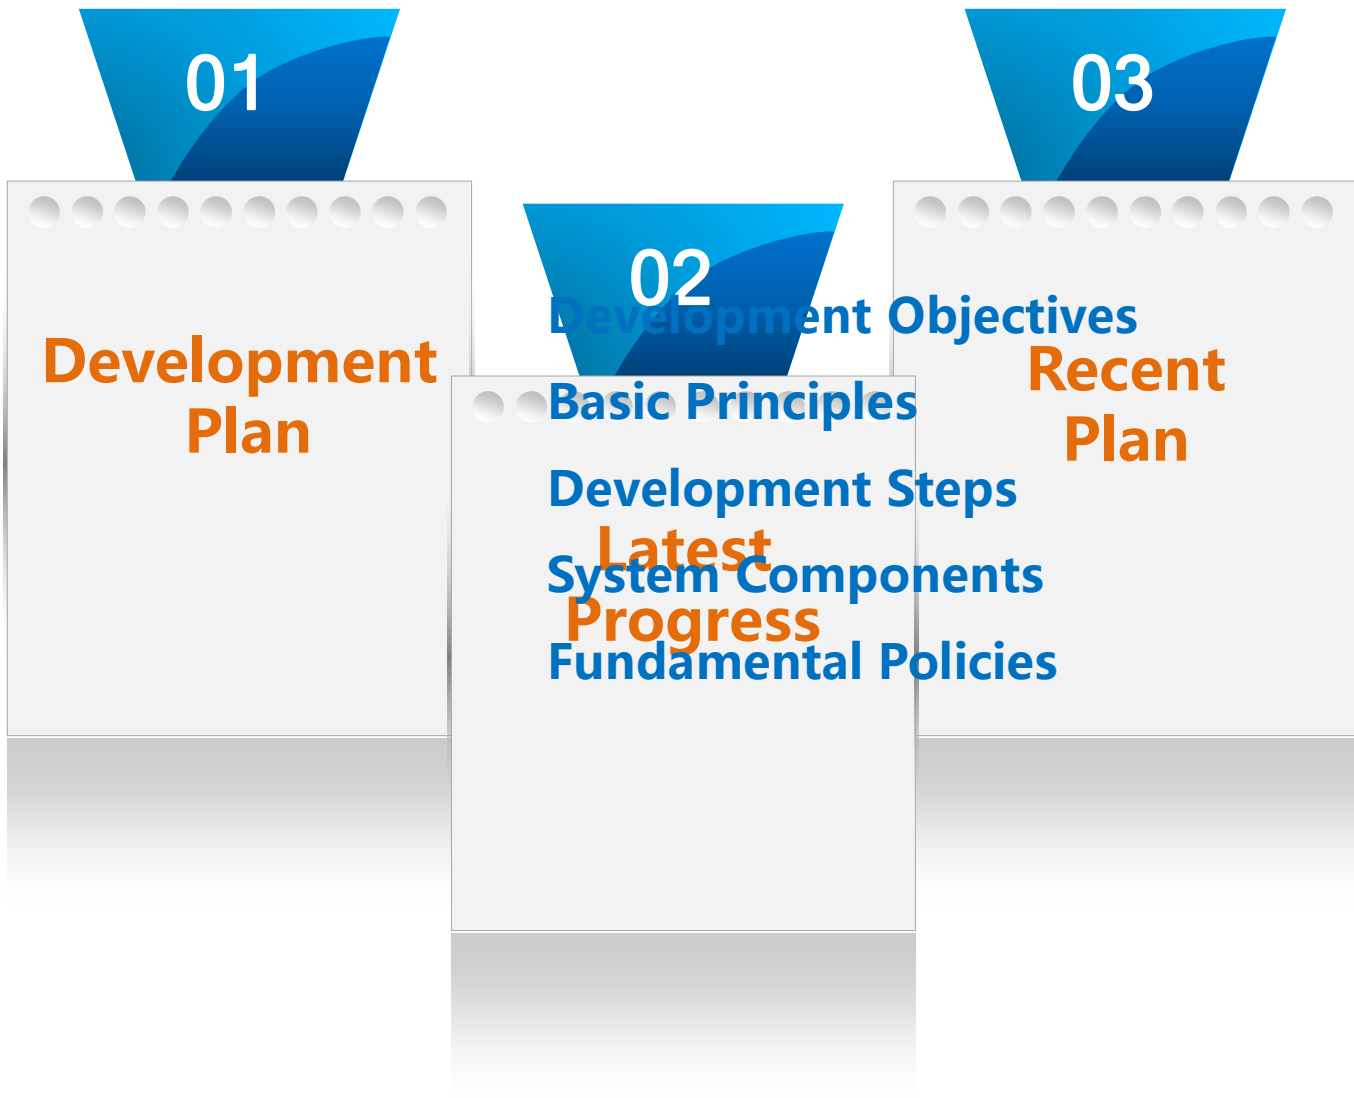 01
Development
Plan
02
Latest
Progress
03
Recent
Plan
Development Objectives
Basic Principles
Development Steps
System Components
Fundamental Policies